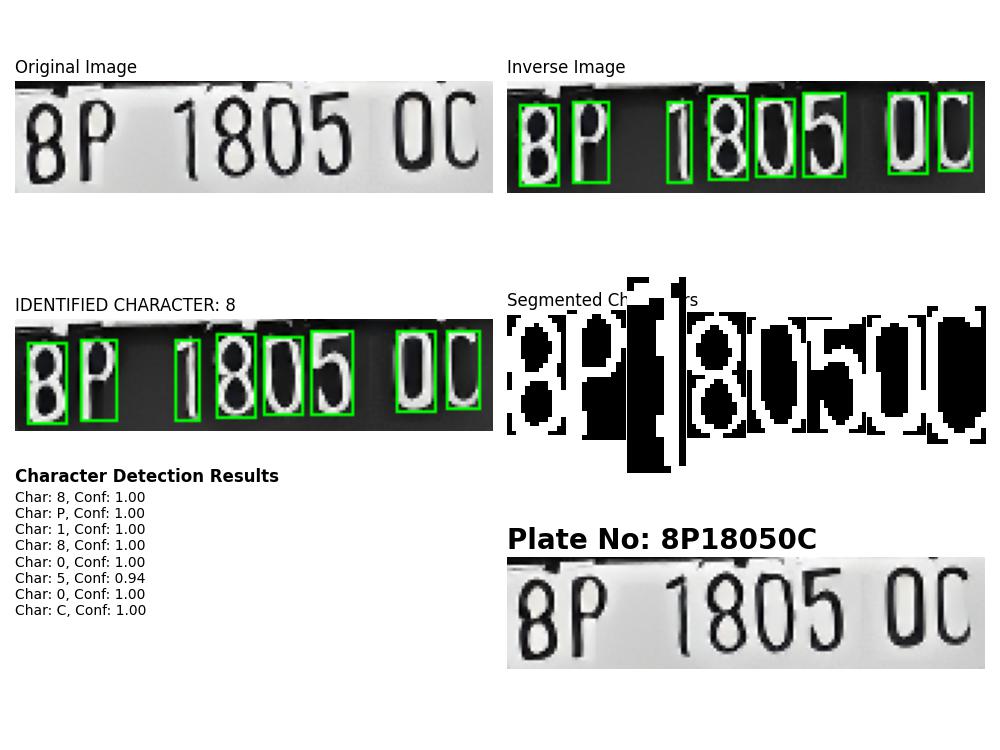 Original Image
8P 1805 0C
Inverse Image
8P 1805 0C
IDENTIFIED CHARACTER: 8
8P 1805 0C
Segmented Ch rs
8P18050C
Character Detection Results
Char: 8, Conf: 1.00
Char: P, Conf: 1.00
Char: 1, Conf: 1.00
Char: 8, Conf: 1.00
Char: 0, Conf: 1.00
Char: 5, Conf: 0.94
Char: 0, Conf: 1.00
Char: C, Conf: 1.00
Plate No: 8P18050C
8P 1805 0C